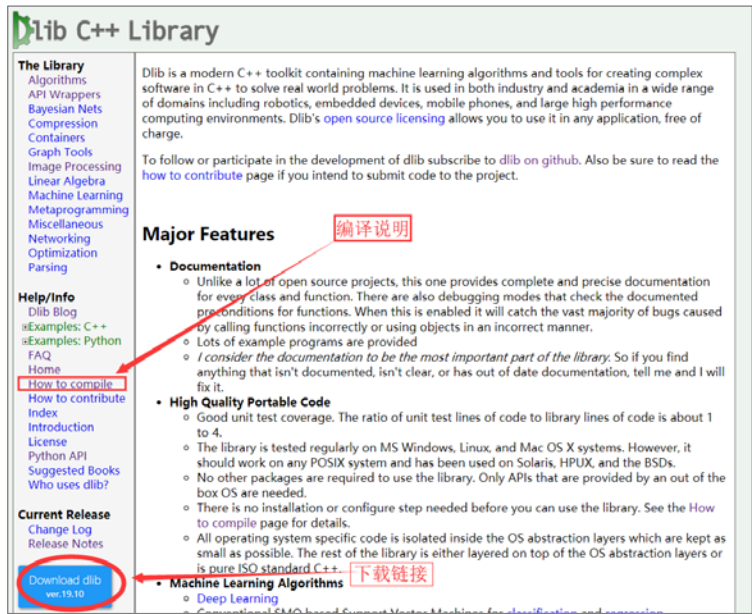 Dlib C++ Library
The Library
Algorithms
API Wrappers
Bayesian Nets
Compression
Containers
Graph Tools
Image Processing
Linear Algebra
Machine Learning
Metaprogramming
Miscellaneous
Networking
Optimization
Parsing
Help/Info
Dlib Blog
Examples: C++
Examples: Python
FAQ
Home
How to compile
How to contribute
Index
Introduction
License
Python API
Suggested Books
Who uses dlib?
Current Release
Change Log
Release Notes
Download dlib
ver.19.10
Dlib is a modern C++ toolkit containing machine learning algorithms and tools for creating complex
software in C++ to solve real world problems. It is used in both industry and academia in a wide range
of domains including robotics, embedded devices, mobile phones, and large high performance
computing environments. Dlib's open source licensing allows you to use it in any application, free of
charge.
To follow or participate in the development of dlib subscribe to dlib on github. Also be sure to read the
how to contribute page if you intend to submit code to the project.
编译说明
Major Features
• Documentation
○ Unlike a lot of open source projects, this one provides complete and precise documentation
for every class and function. There are also debugging modes that check the documented
preconditions for functions. When this is enabled it will catch the vast majority of bugs caused
by calling functions incorrectly or using objects in an incorrect manner.
○ Lots of example programs are provided
○ I consider the documentation to be the most important part of the library. So if you find
anything that isn't documented, isn't clear, or has out of date documentation, tell me and I will
fix it.
• High Quality Portable Code
○ Good unit test coverage. The ratio of unit test lines of code to library lines of code is about 1
to 4.
○ The library is tested regularly on MS Windows, Linux, and Mac OS X systems. However, it
should work on any POSIX system and has been used on Solaris, HPUX, and the BSDs.
○ No other packages are required to use the library. Only APIs that are provided by an out of the
box OS are needed.
○ There is no installation or configure step needed before you can use the library. See the How
to compile page for details.
○ All operating system specific code is isolated inside the OS abstraction layers which are kept as
small as possible. The rest of the library is either layered on top of the OS abstraction layers or
is pure ISO standard C++.
下载链接
• Machine Learning Algorithms
○ Deep Learning
○ Conventional SMO based Support Vector Machines for classification and regression